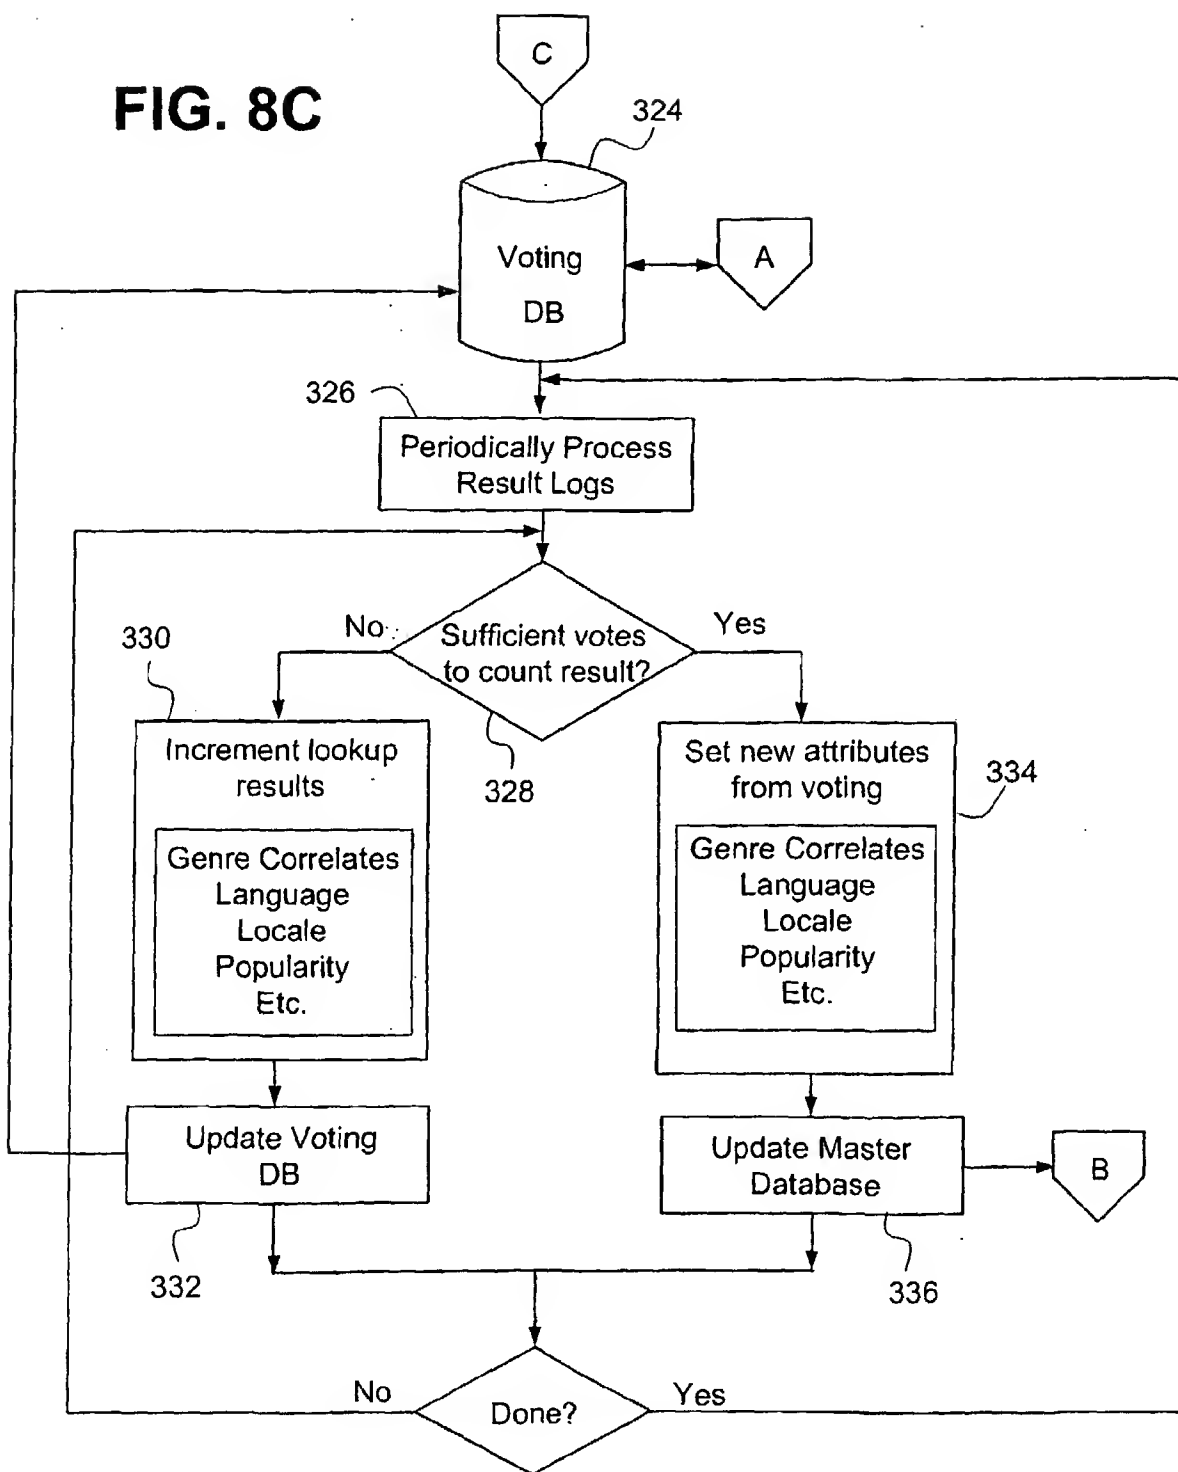 C
FIG. 8C
324
Voting
DB
A
326
Periodically Process
Result Logs
No
Sufficient votes
to count result?
Yes
330
328
Increment lookup
results
Genre Correlates
Language
Locale
Popularity
Etc.
Set new attributes
from voting
334
Genre Correlates
Language
Locale
Popularity
Etc.
Update Voting
DB
332
Update Master
Database
336
B
No
Done?
Yes